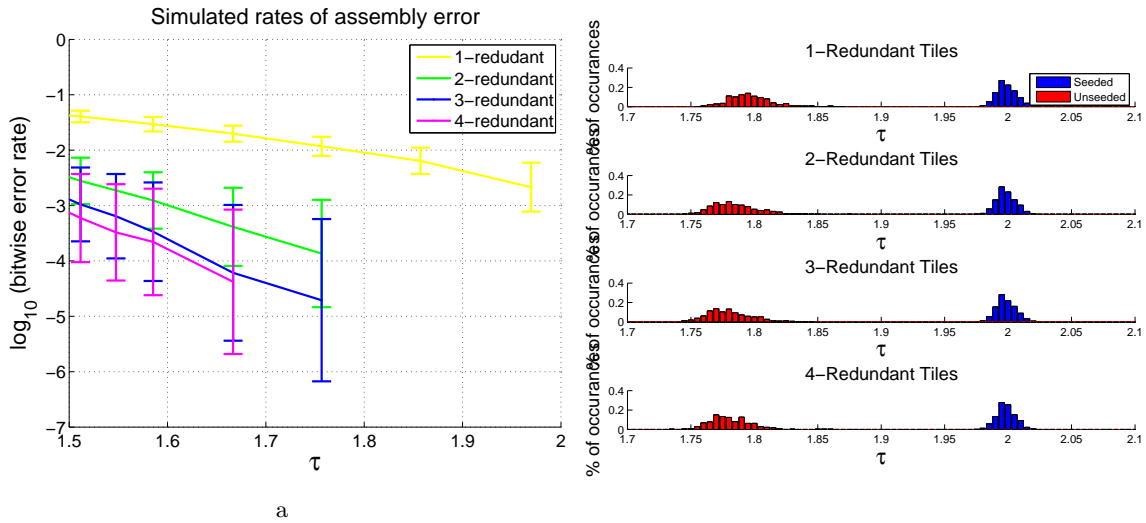 Simulated rates of assembly error
0
−1
−2
−3
−4
−5
−6
−7
1.5
1.6
1.7
1.8
1.9
2
τ
log10 (bitwise error rate)
1−redudant
2−redundant
3−redundant
4−redundant
a
1−Redundant Tiles
Seeded
Unseeded
0.4
0.2
0
1.7 1.75 1.8 1.85 1.9 1.95 2 2.05 2.1
τ
2−Redundant Tiles
0.4
0.2
0
1.7 1.75 1.8 1.85 1.9 1.95 2 2.05 2.1
τ
3−Redundant Tiles
0.4
0.2
0
1.7 1.75 1.8 1.85 1.9 1.95 2 2.05 2.1
τ
4−Redundant Tiles
0.4
0.2
0
1.7 1.75 1.8 1.85 1.9 1.95 2 2.05 2.1
τ
% of occurances of occurances of occurances of occurances